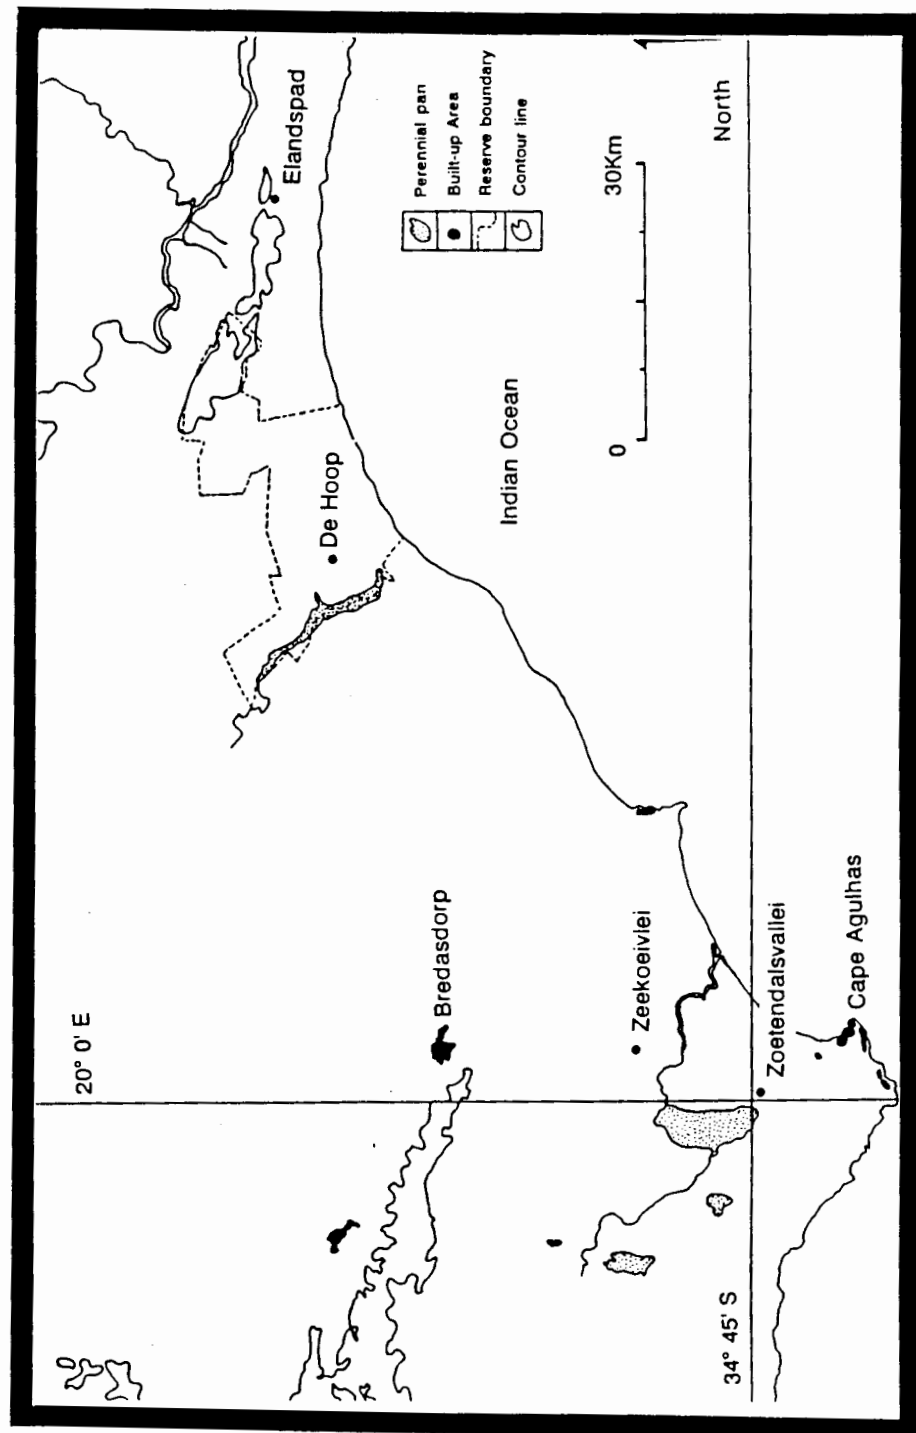 20° 0' E
Elandspad
De Hoop
Bredasdorp
Perennial pan
Built-up Area
Reserve boundary
Contour line
Indian Ocean
0 30Km
Zeekoeivlei
North
34° 45' S
Zoetendalsvallei
Cape Agulhas